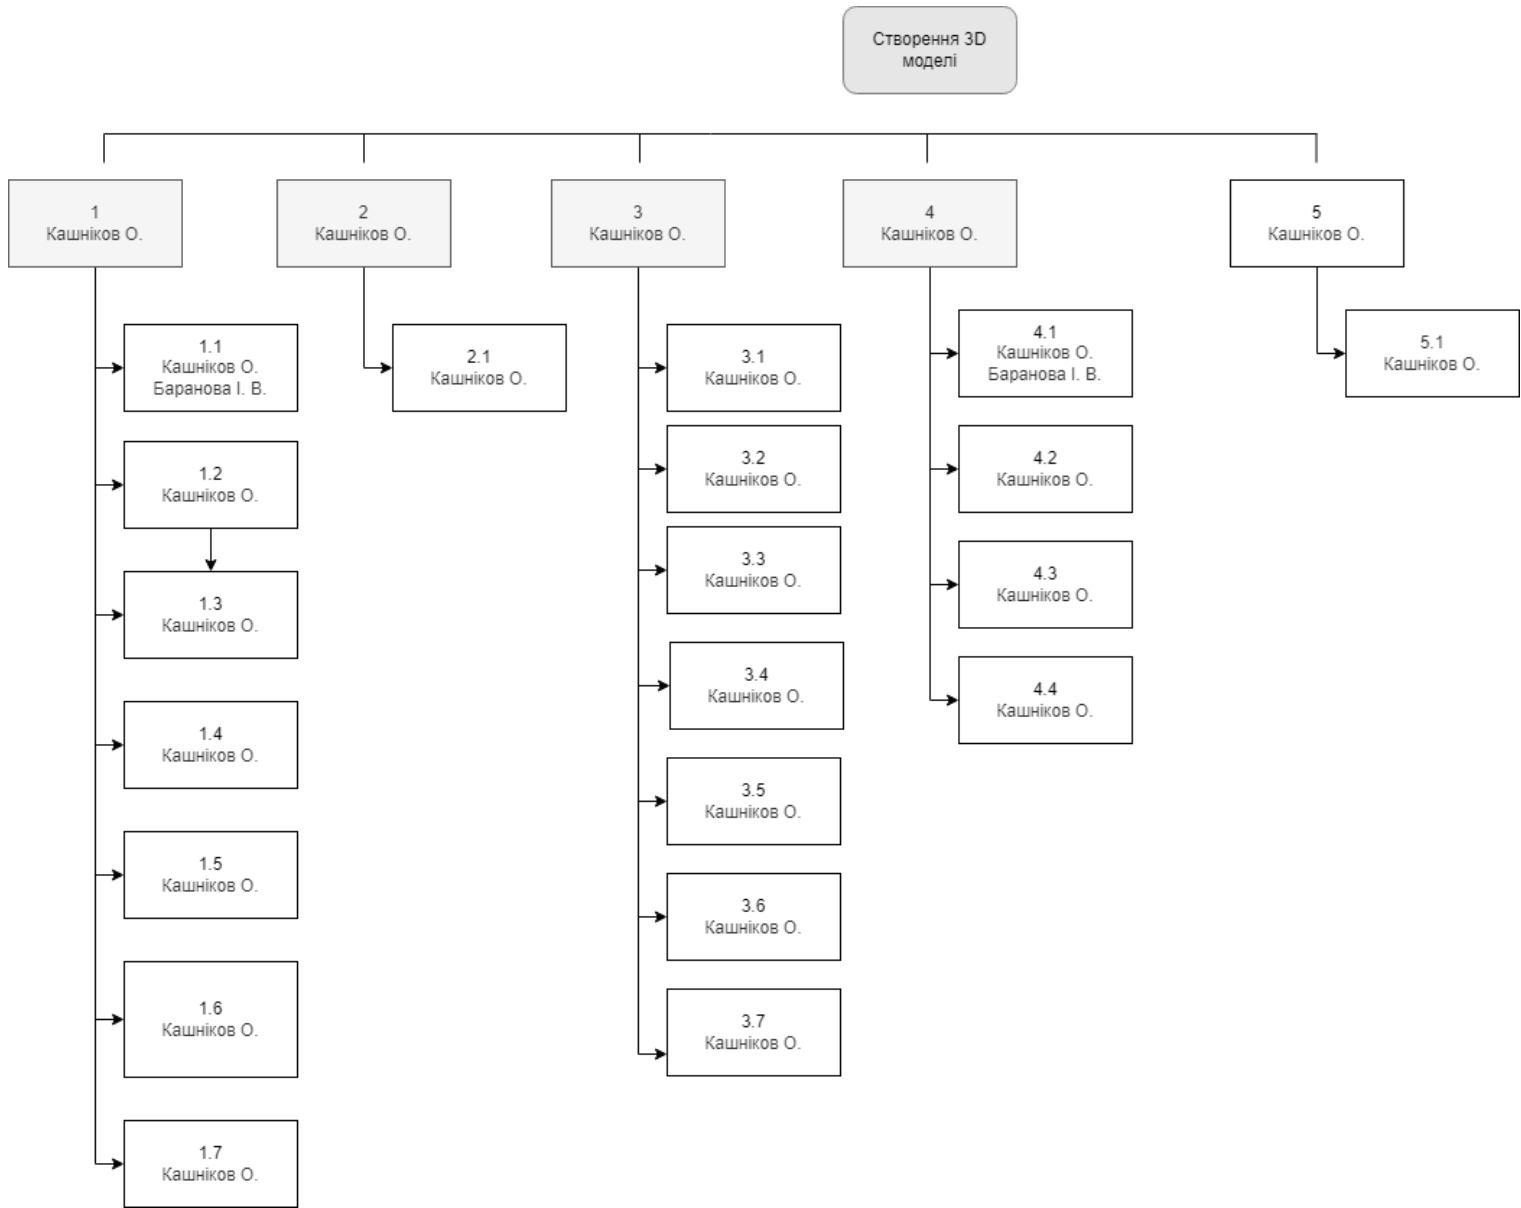 Створення 3D
моделі
1
Кашніков О.
2
Кашніков О.
3
Кашніков О.
4
Кашніков О.
5
Кашніков О.
1.1
Кашніков О.
Баранова І. В.
1.2
Кашніков О.
1.3
Кашніков О.
1.4
Кашніков О.
1.5
Кашніков О.
1.6
Кашніков О.
1.7
Кашніков О.
2.1
Кашніков О.
3.1
Кашніков О.
3.2
Кашніков О.
3.3
Кашніков О.
3.4
Кашніков О.
3.5
Кашніков О.
3.6
Кашніков О.
3.7
Кашніков О.
4.1
Кашніков О.
Баранова І. В.
4.2
Кашніков О.
4.3
Кашніков О.
4.4
Кашніков О.
5.1
Кашніков О.